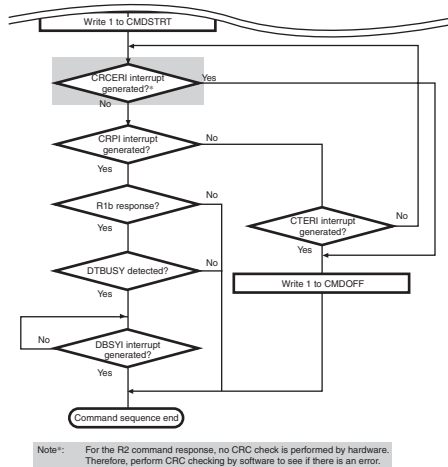 Write 1 to CMDSTRT
CRCERI interrupt
generated?*
Yes
No
CRPI interrupt
generated?
No
Yes
R1b response?
No
Yes
CTERI interrupt
generated?
No
Yes
DTBUSY detected?
No
Yes
Write 1 to CMDOFF
DBSYI interrupt
generated?
No
Yes
Command sequence end
Note*: For the R2 command response, no CRC check is performed by hardware.
Therefore, perform CRC checking by software to see if there is an error.